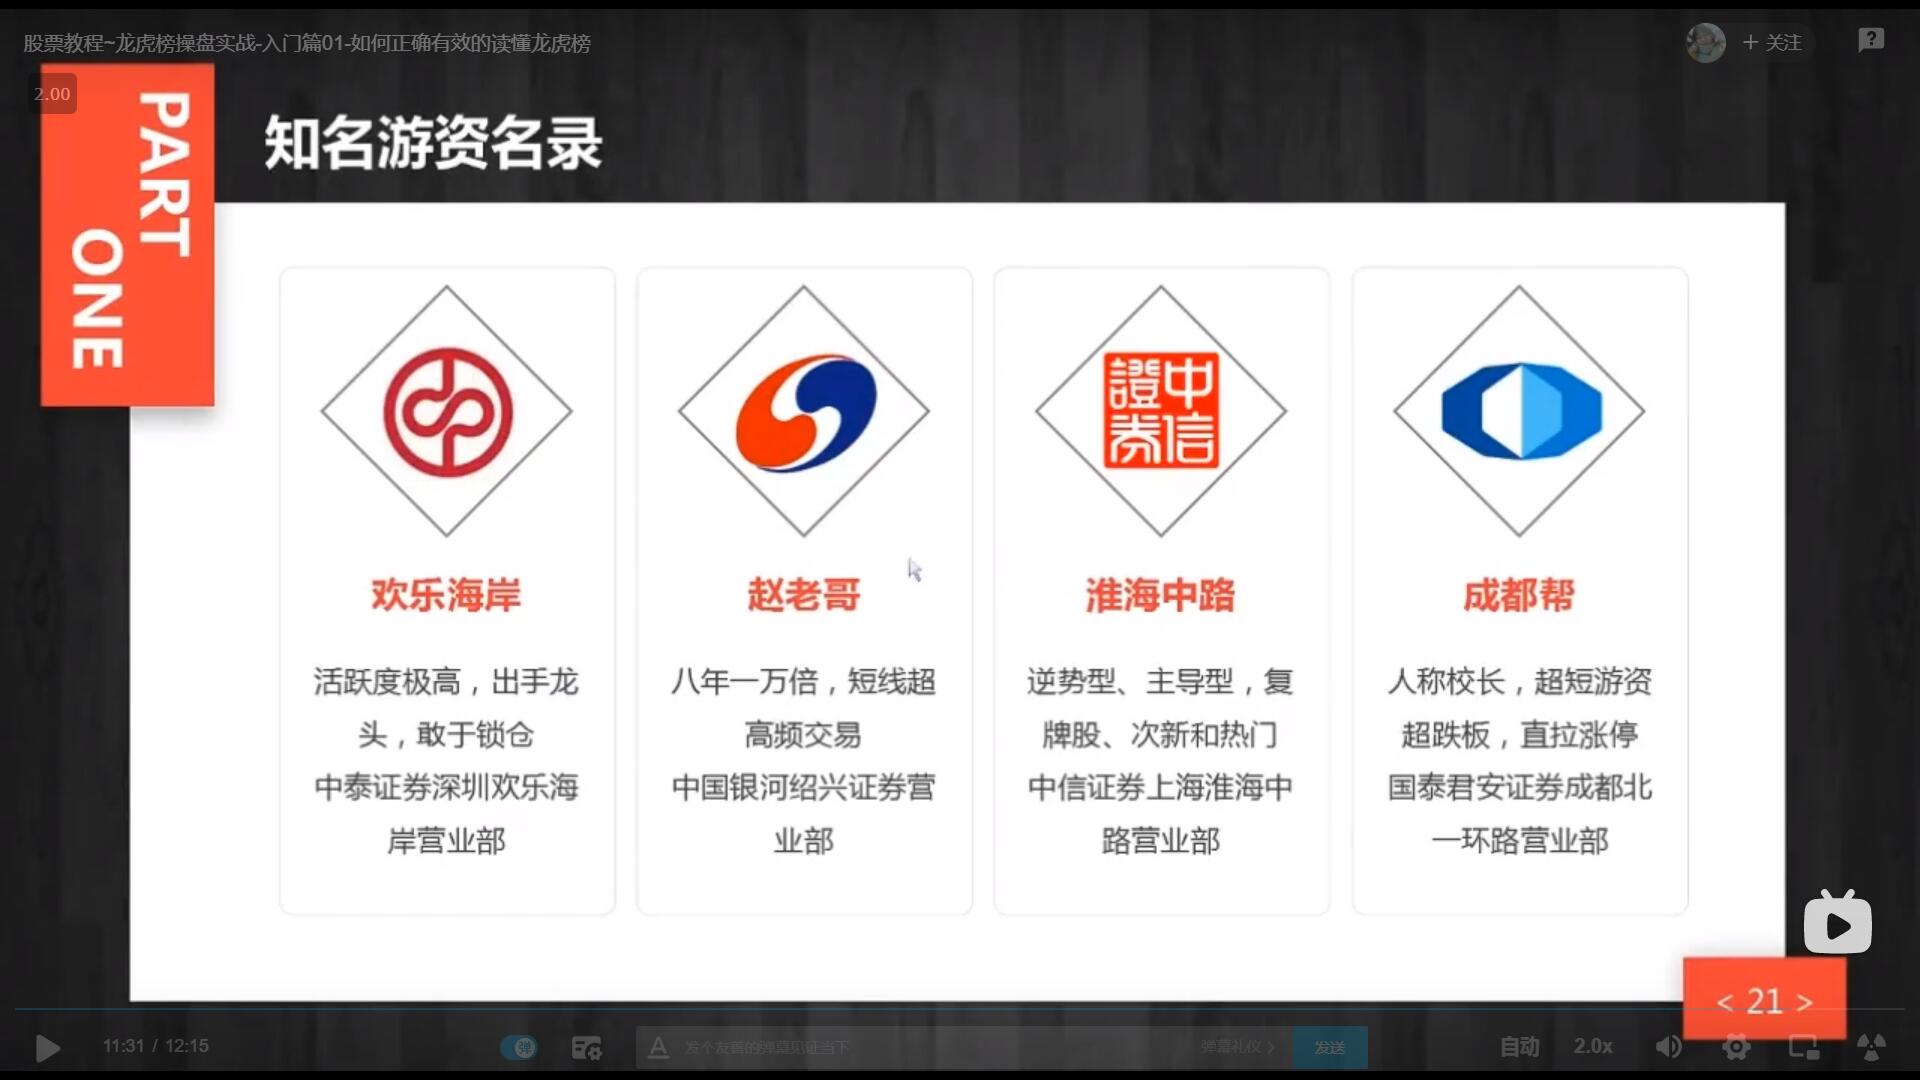 股票教程~龙虎榜操盘实战-入门篇01-如何正确有效的读懂龙虎榜
+ 关注
2.00
PART
ONE
知名游资名录
證中
券信
欢乐海岸
活跃度极高，出手龙
头，敢于锁仓
中泰证券深圳欢乐海
岸营业部
赵老哥
八年一万倍，短线超
高频交易
中国银河绍兴证券营
业部
淮海中路
逆势型、主导型，复
牌股、次新和热门
中信证券上海淮海中
路营业部
成都帮
人称校长，超短游资
超跌板，直拉涨停
国泰君安证券成都北
一环路营业部
< 21 >
11:31 / 12:15
弹
A
发个友善的弹幕见证当下
弹幕礼仪 >
发送
自动
2.0x